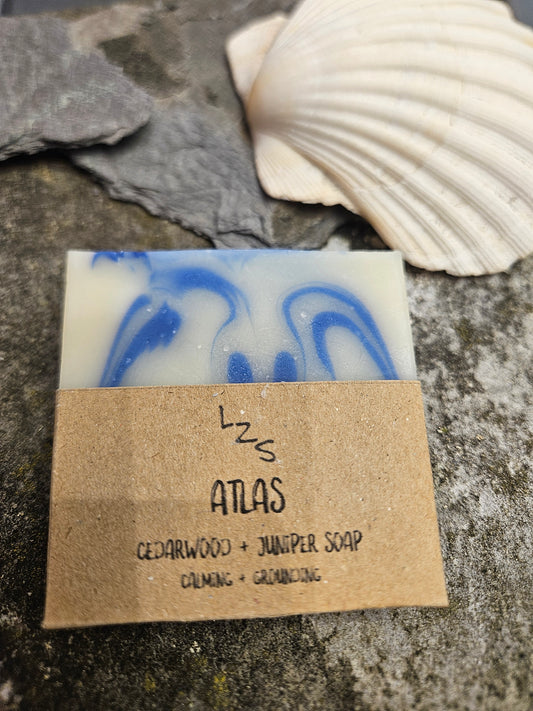 LZS
ATLAS
CEDARWOOD + JUNIPER SOAP
CALMING + GROUNDING